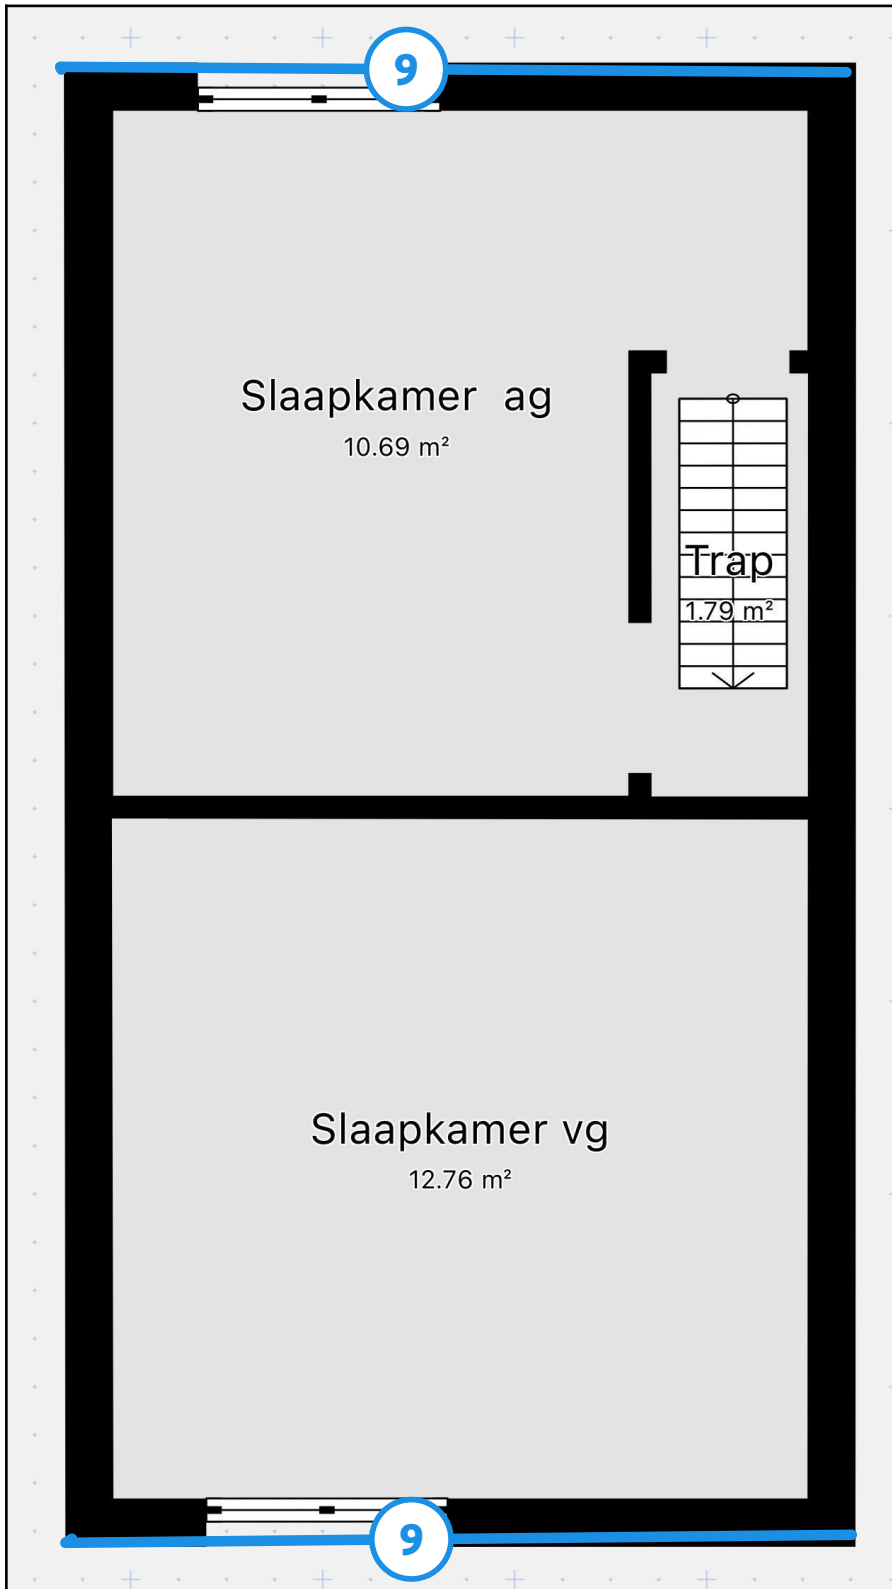 9
Slaapkamer ag
10.69 m²
Trap
1.79 m²
Slaapkamer vg
12.76 m²
9